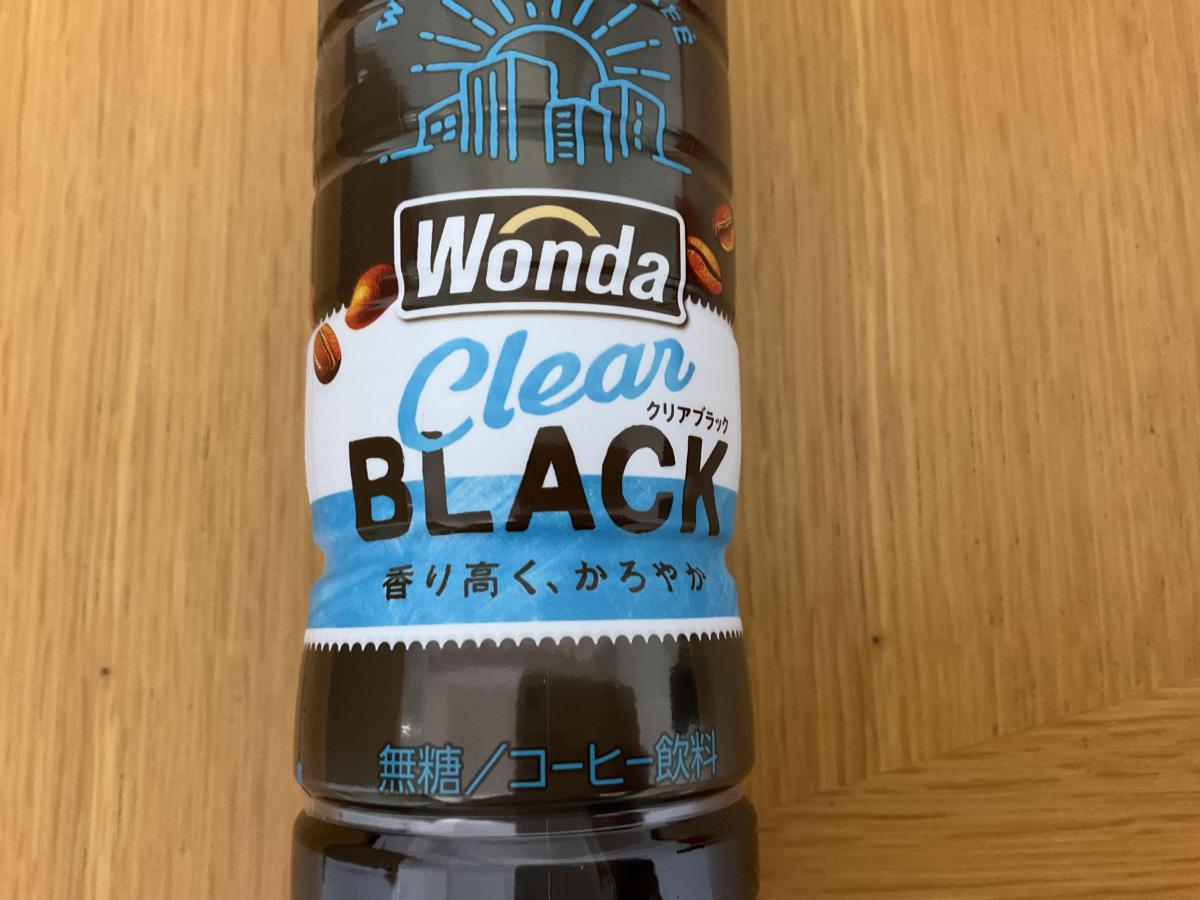 Wonda
Clear
クリアブラック
BLACK
香り高く、かろやか
無糖／コーヒー飲料